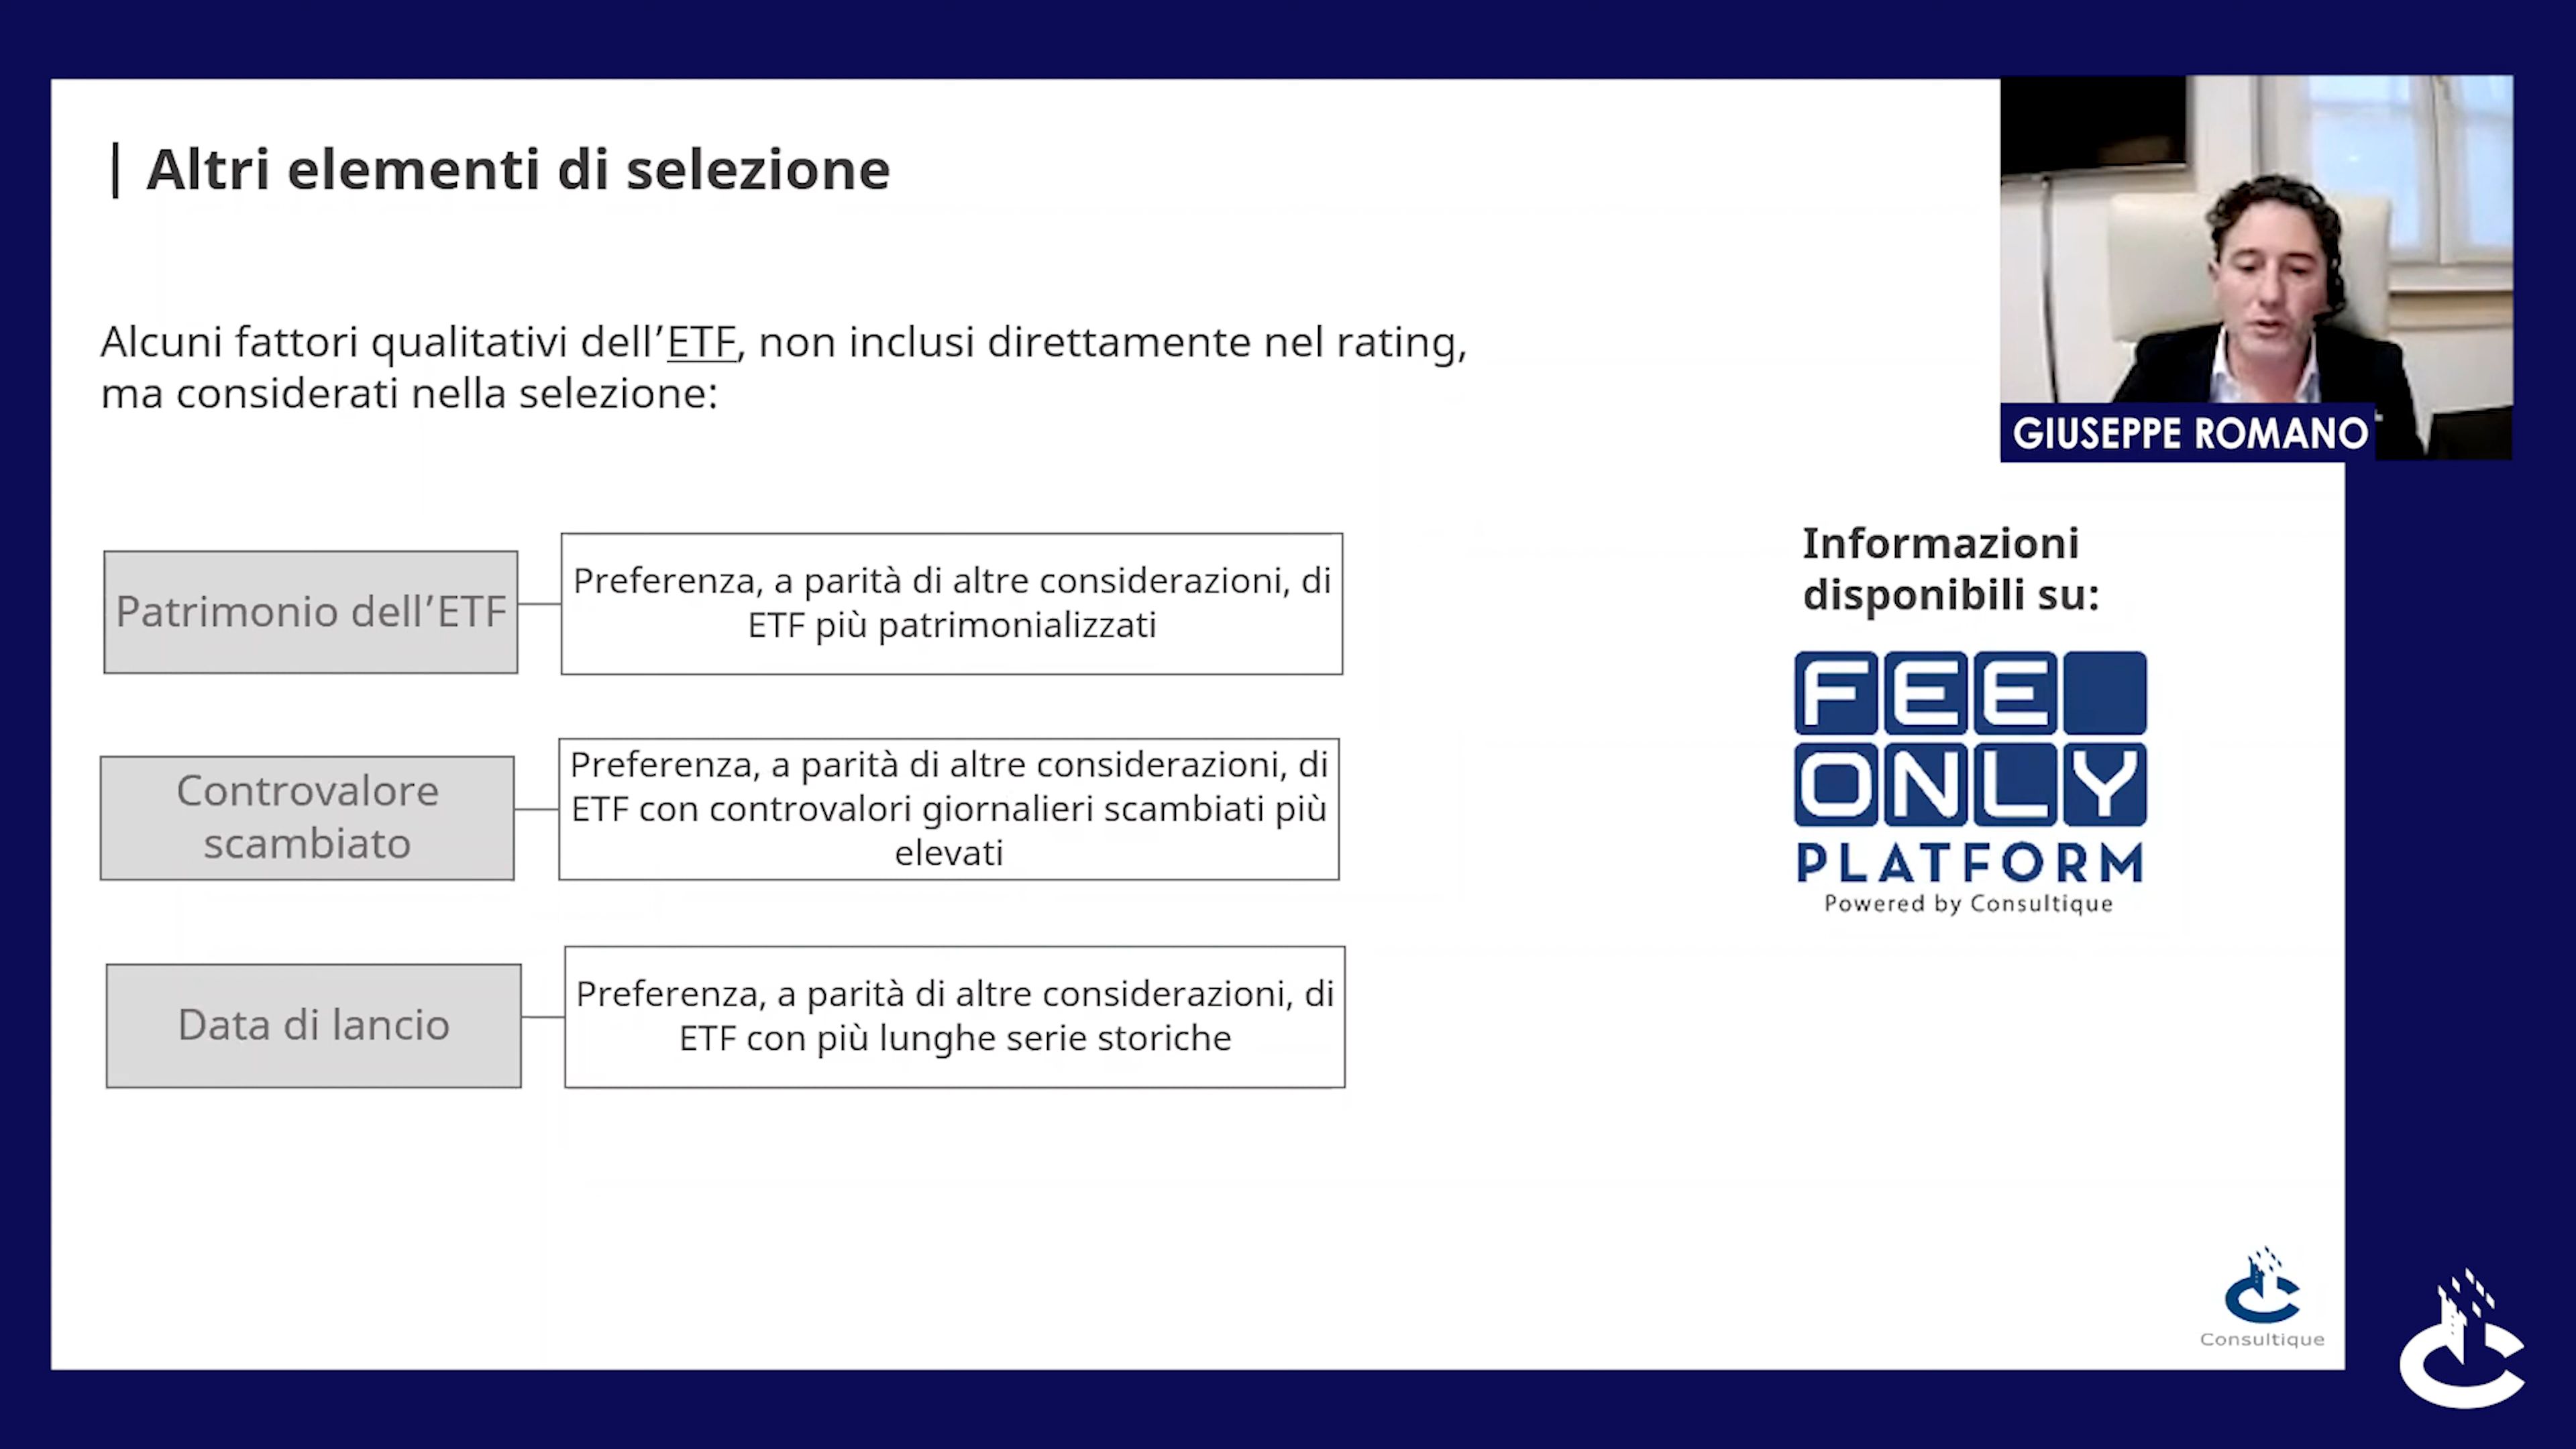 Altri elementi di selezione
Alcuni fattori qualitativi dell’ETF, non inclusi direttamente nel rating,
ma considerati nella selezione:
Patrimonio dell’ETF
Preferenza, a parità di altre considerazioni, di
ETF più patrimonializzati
Controvalore
scambiato
Preferenza, a parità di altre considerazioni, di
ETF con controvalori giornalieri scambiati più
elevati
Data di lancio
Preferenza, a parità di altre considerazioni, di
ETF con più lunghe serie storiche
GIUSEPPE ROMANO
Informazioni
disponibili su:
FEE
ONLY
PLATFORM
Powered by Consultique
Consultique